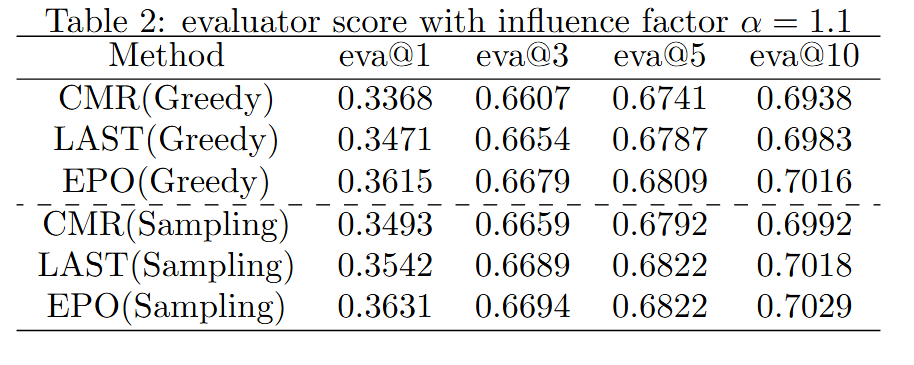 Table 2: evaluator score with influence factor α = 1.1
Method eva@1 eva@3 eva@5 eva@10
CMR(Greedy) 0.3368 0.6607 0.6741 0.6938
LAST(Greedy) 0.3471 0.6654 0.6787 0.6983
EPO(Greedy) 0.3615 0.6679 0.6809 0.7016
CMR(Sampling) 0.3493 0.6659 0.6792 0.6992
LAST(Sampling) 0.3542 0.6689 0.6822 0.7018
EPO(Sampling) 0.3631 0.6694 0.6822 0.7029